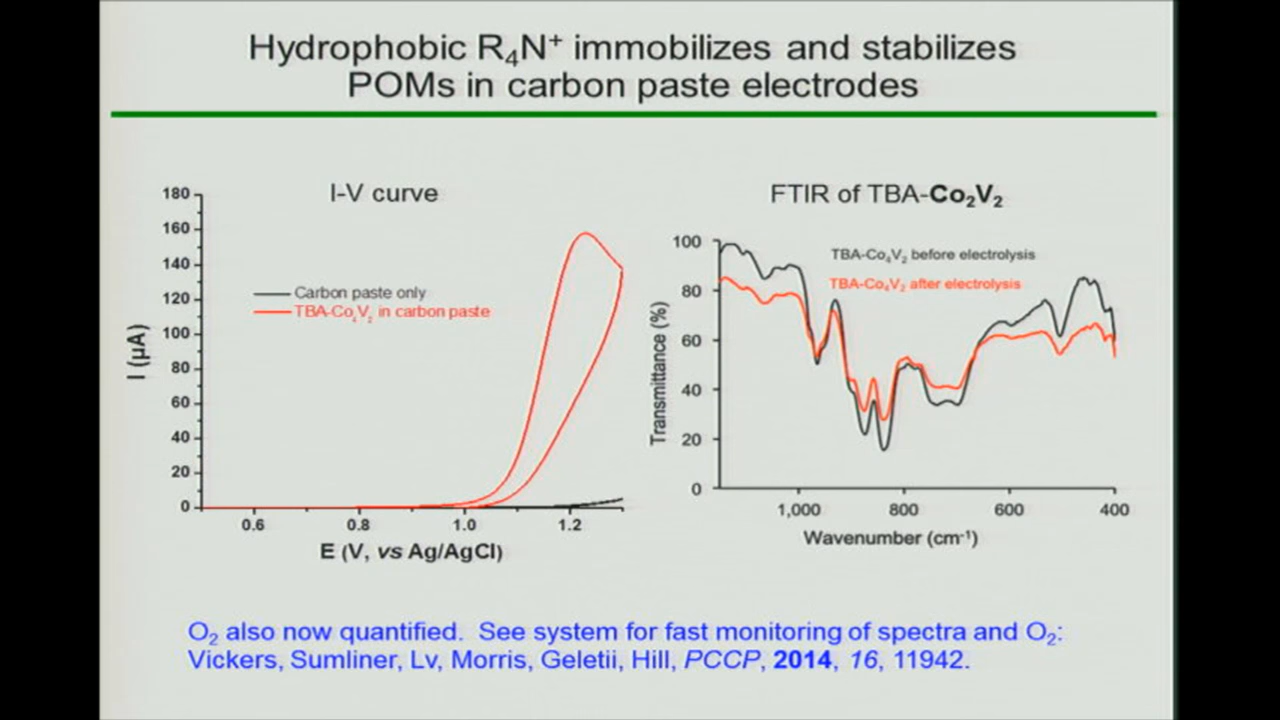 Hydrophobic R₄N⁺ immobilizes and stabilizes
POMs in carbon paste electrodes
I-V curve
180
160
140
120
100
80
60
40
20
0
I (µA)
Carbon paste only
TBA-Co₄V₂ in carbon paste
0.6 0.8 1.0 1.2
E (V, vs Ag/AgCl)
FTIR of TBA-Co₂V₂
100
80
60
40
20
0
Transmittance (%)
TBA-Co₄V₂ before electrolysis
TBA-Co₄V₂ after electrolysis
1,000 800 600 400
Wavenumber (cm⁻¹)
O₂ also now quantified. See system for fast monitoring of spectra and O₂:
Vickers, Sumliner, Lv, Morris, Geletii, Hill, PCCP, 2014, 16, 11942.